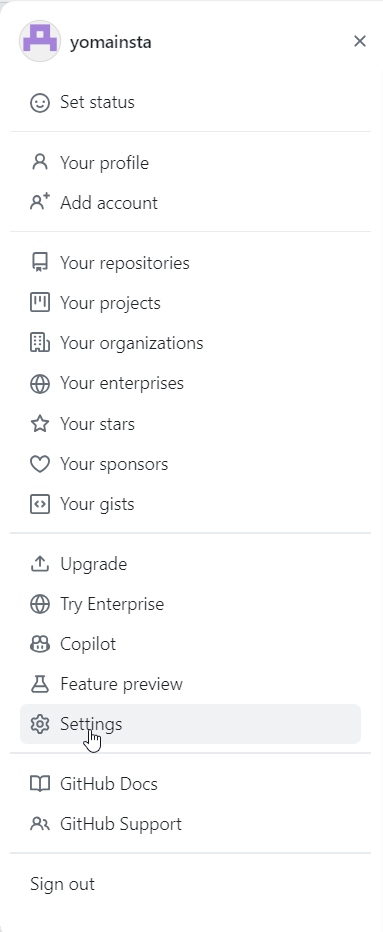 yomainsta
Set status
Your profile
Add account
Your repositories
Your projects
Your organizations
Your enterprises
Your stars
Your sponsors
Your gists
Upgrade
Try Enterprise
Copilot
Feature preview
Settings
GitHub Docs
GitHub Support
Sign out